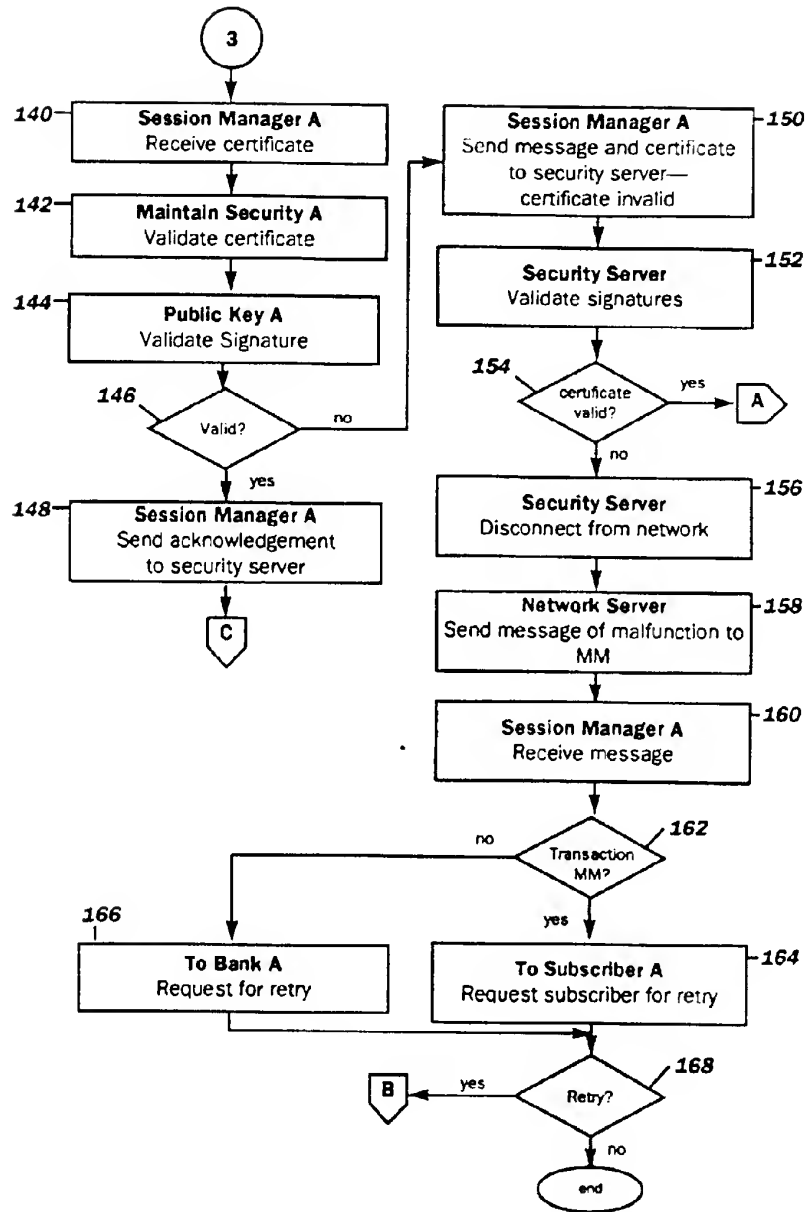 3
140
Session Manager A
Receive certificate
142
Maintain Security A
Validate certificate
144
Public Key A
Validate Signature
146
Valid?
no
yes
148
Session Manager A
Send acknowledgement
to security server
C
150
Session Manager A
Send message and certificate
to security server—
certificate invalid
152
Security Server
Validate signatures
154
certificate
valid?
yes
A
no
156
Security Server
Disconnect from network
158
Network Server
Send message of malfunction to
MM
160
Session Manager A
Receive message
162
Transaction
MM?
no
yes
166
To Bank A
Request for retry
164
To Subscriber A
Request subscriber for retry
168
Retry?
yes
B
no
end